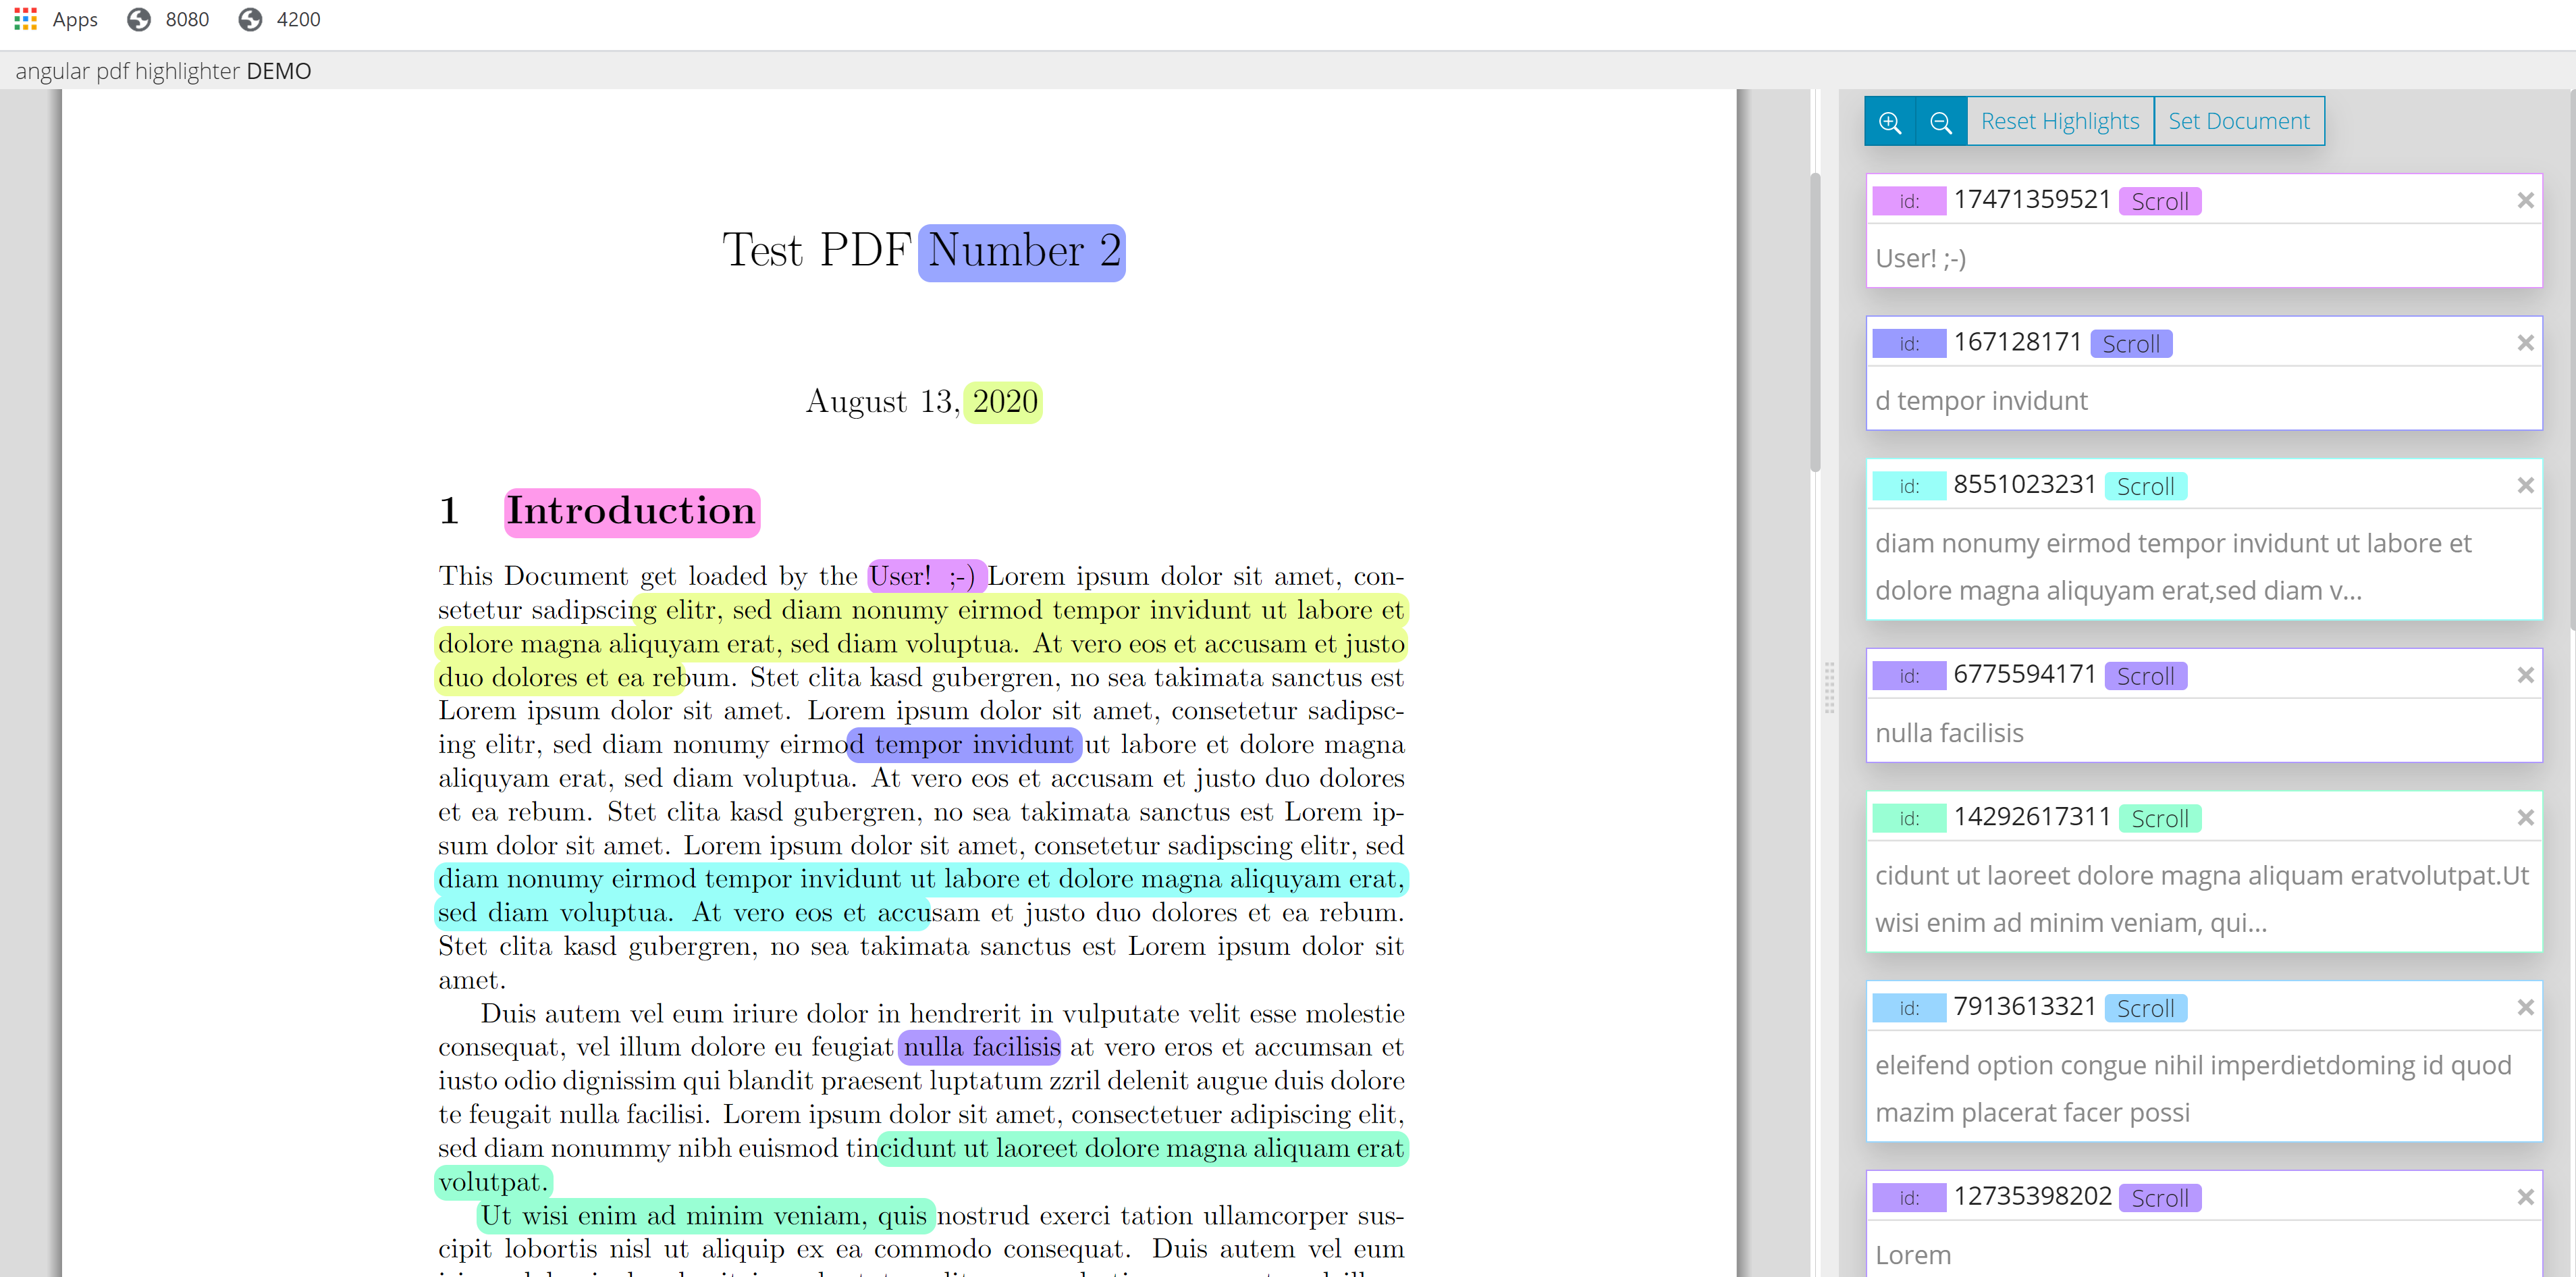 Apps 8080 4200
angular pdf highlighter DEMO
Test PDF Number 2
August 13, 2020
1 Introduction
This Document get loaded by the User! ;-) Lorem ipsum dolor sit amet, con-
setetur sadipscing elitr, sed diam nonumy eirmod tempor invidunt ut labore et
dolore magna aliquyam erat, sed diam voluptua. At vero eos et accusam et justo
duo dolores et ea rebum. Stet clita kasd gubergren, no sea takimata sanctus est
Lorem ipsum dolor sit amet. Lorem ipsum dolor sit amet, consetetur sadipsc-
ing elitr, sed diam nonumy eirmod tempor invidunt ut labore et dolore magna
aliquyam erat, sed diam voluptua. At vero eos et accusam et justo duo dolores
et ea rebum. Stet clita kasd gubergren, no sea takimata sanctus est Lorem ip-
sum dolor sit amet. Lorem ipsum dolor sit amet, consetetur sadipscing elitr, sed
diam nonumy eirmod tempor invidunt ut labore et dolore magna aliquyam erat,
sed diam voluptua. At vero eos et accusam et justo duo dolores et ea rebum.
Stet clita kasd gubergren, no sea takimata sanctus est Lorem ipsum dolor sit
amet.
Duis autem vel eum iriure dolor in hendrerit in vulputate velit esse molestie
consequat, vel illum dolore eu feugiat nulla facilisis at vero eros et accumsan et
iusto odio dignissim qui blandit praesent luptatum zzril delenit augue duis dolore
te feugait nulla facilisi. Lorem ipsum dolor sit amet, consectetuer adipiscing elit,
sed diam nonummy nibh euismod tincidunt ut laoreet dolore magna aliquam erat
volutpat.
Ut wisi enim ad minim veniam, quis nostrud exerci tation ullamcorper sus-
cipit lobortis nisl ut aliquip ex ea commodo consequat. Duis autem vel eum
Reset Highlights Set Document
id: 17471359521 Scroll
User! ;-)
id: 167128171 Scroll
d tempor invidunt
id: 8551023231 Scroll
diam nonumy eirmod tempor invidunt ut labore et
dolore magna aliquyam erat,sed diam v...
id: 6775594171 Scroll
nulla facilisis
id: 14292617311 Scroll
cidunt ut laoreet dolore magna aliquam eratvolutpat.Ut
wisi enim ad minim veniam, qui...
id: 7913613321 Scroll
eleifend option congue nihil imperdietdoming id quod
mazim placerat facer possi
id: 12735398202 Scroll
Lorem